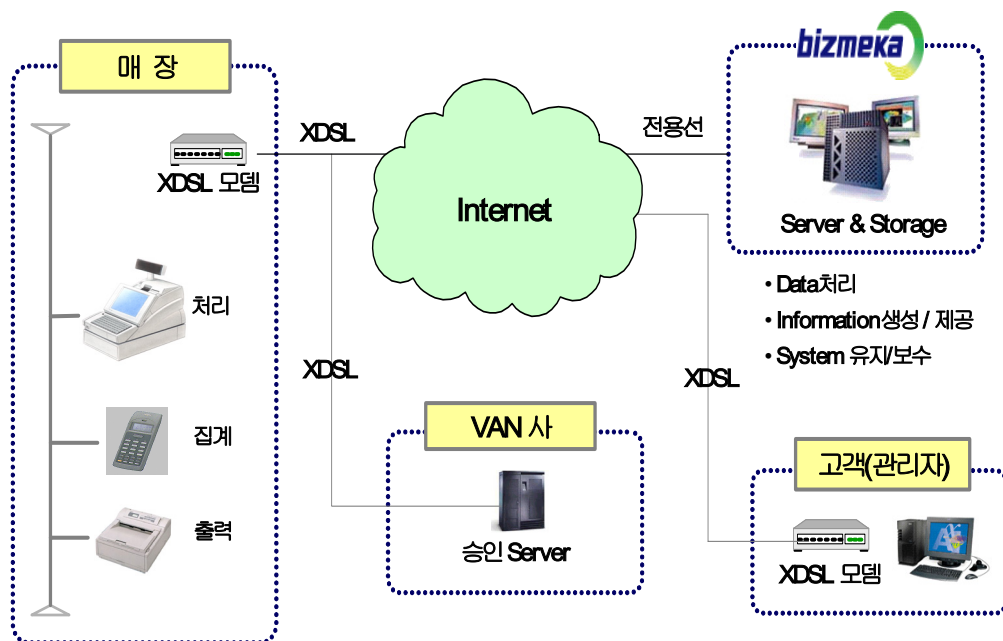 매 장
XDSL 모뎀
처리
집계
출력
XDSL
Internet
전용선
bizmeka
Server & Storage
• Data처리
• Information생성 / 제공
• System 유지/보수
XDSL
VAN 사
승인 Server
XDSL
고객(관리자)
XDSL 모뎀